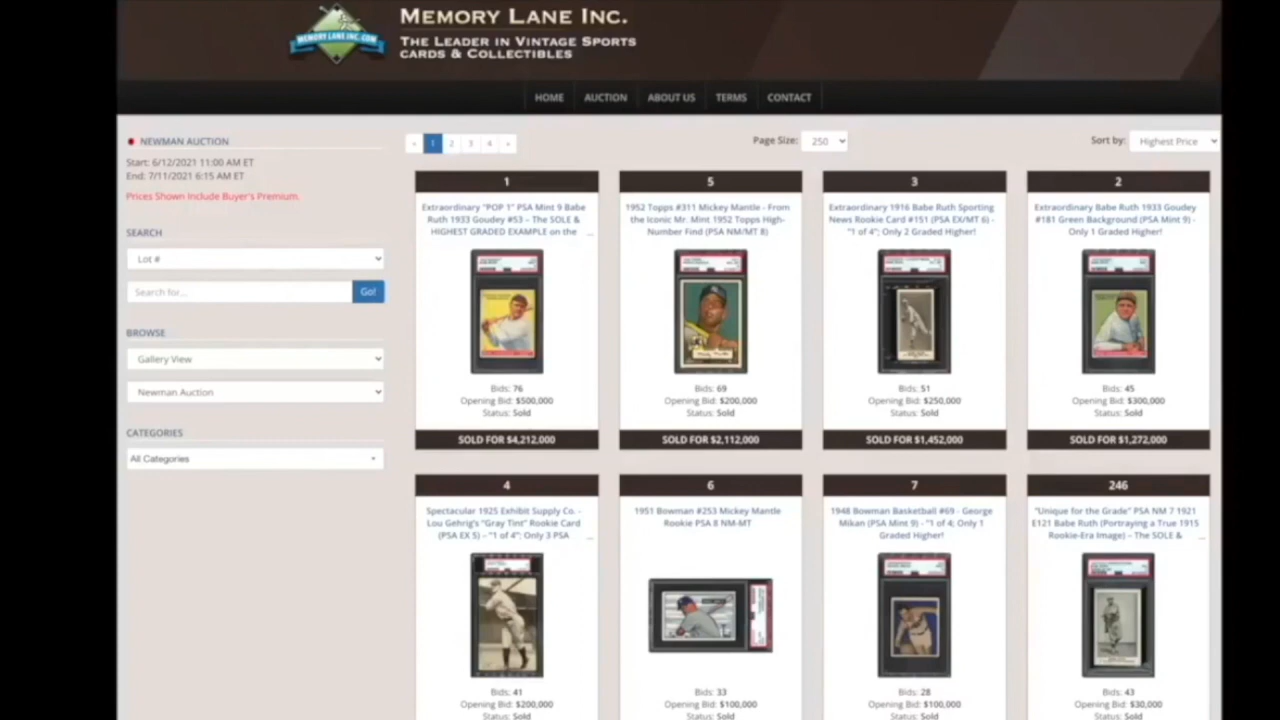 MEMORY LANE INC.COM
MEMORY LANE INC.
THE LEADER IN VINTAGE SPORTS
CARDS & COLLECTIBLES
HOME ABOUT US AUCTION TERMS CONTACT
NEWMAN AUCTION
Start: 6/12/2021 11:00 AM ET
End: 7/11/2021 6:15 AM ET
Prices Shown Include Buyer's Premium.
SEARCH
Lot #
Search for...
Go!
BROWSE
Gallery View
Newman Auction
CATEGORIES
All Categories
« 1 2 3 4 »
Page Size: 250
Sort by: Highest Price
1
Extraordinary "POP 1" PSA Mint 9 Babe
Ruth 1933 Goudey #53 – The SOLE &
HIGHEST GRADED EXAMPLE on the ...
Bids: 76
Opening Bid: $500,000
Status: Sold
SOLD FOR $4,212,000
5
1952 Topps #311 Mickey Mantle - From
the Iconic Mr. Mint 1952 Topps High-
Number Find (PSA NM/MT 8)
Bids: 69
Opening Bid: $200,000
Status: Sold
SOLD FOR $2,112,000
3
Extraordinary 1916 Babe Ruth Sporting
News Rookie Card #151 (PSA EX/MT 6) -
"1 of 4"; Only 2 Graded Higher!
Bids: 51
Opening Bid: $250,000
Status: Sold
SOLD FOR $1,452,000
2
Extraordinary Babe Ruth 1933 Goudey
#181 Green Background (PSA Mint 9) -
Only 1 Graded Higher!
Bids: 45
Opening Bid: $300,000
Status: Sold
SOLD FOR $1,272,000
4
Spectacular 1925 Exhibit Supply Co. -
Lou Gehrig's "Gray Tint" Rookie Card
(PSA EX 5) - "1 of 4"; Only 3 PSA ...
Bids: 41
Opening Bid: $200,000
Status: Sold
6
1951 Bowman #253 Mickey Mantle
Rookie PSA 8 NM-MT
Bids: 33
Opening Bid: $100,000
Status: Sold
7
1948 Bowman Basketball #69 - George
Mikan (PSA Mint 9) - "1 of 4; Only 1
Graded Higher!
Bids: 28
Opening Bid: $100,000
Status: Sold
246
"Unique for the Grade" PSA NM 7 1921
E121 Babe Ruth (Portraying a True 1915
Rookie-Era Image) – The SOLE & ...
Bids: 43
Opening Bid: $30,000
Status: Sold